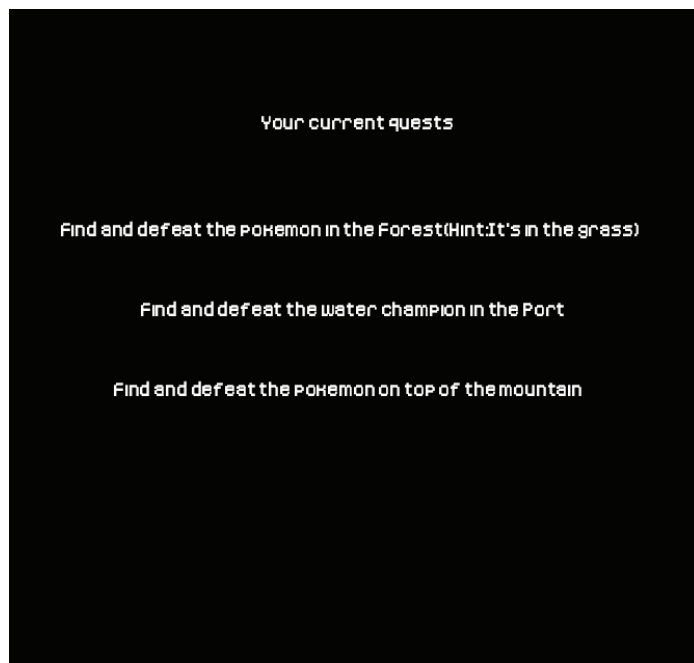 Your current quests
Find and defeat the pokemon in the Forest(Hint:It's in the grass)
Find and defeat the water champion in the Port
Find and defeat the pokemon on top of the mountain